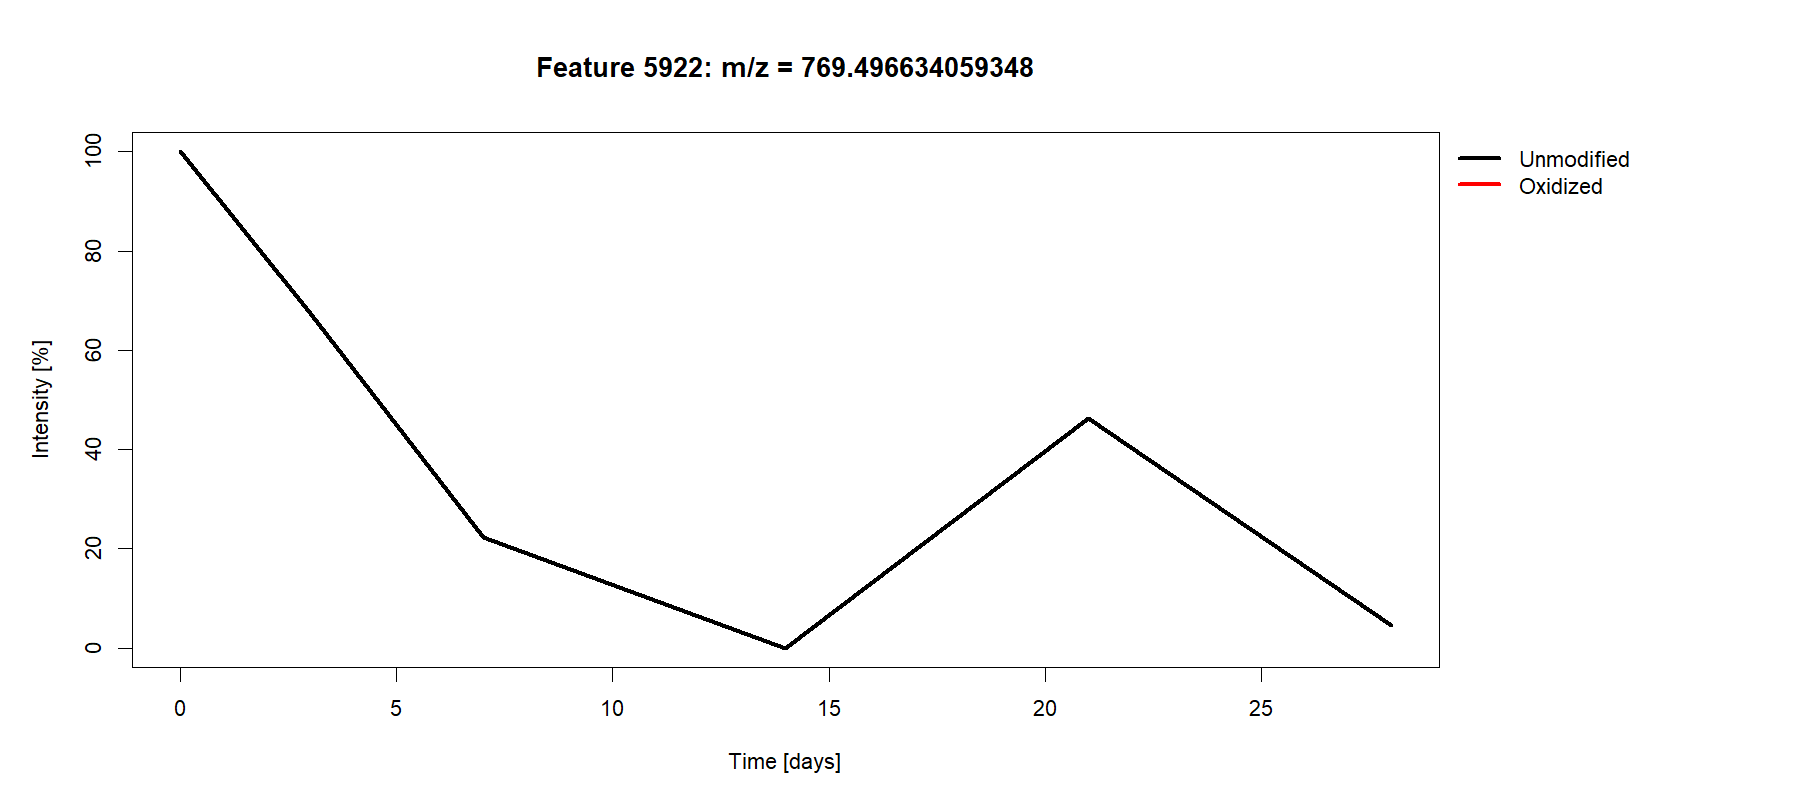 Feature 5922: m/z = 769.496634059348
Unmodified
Oxidized
Intensity [%]
100
80
60
40
20
0
0 5 10 15 20 25
Time [days]